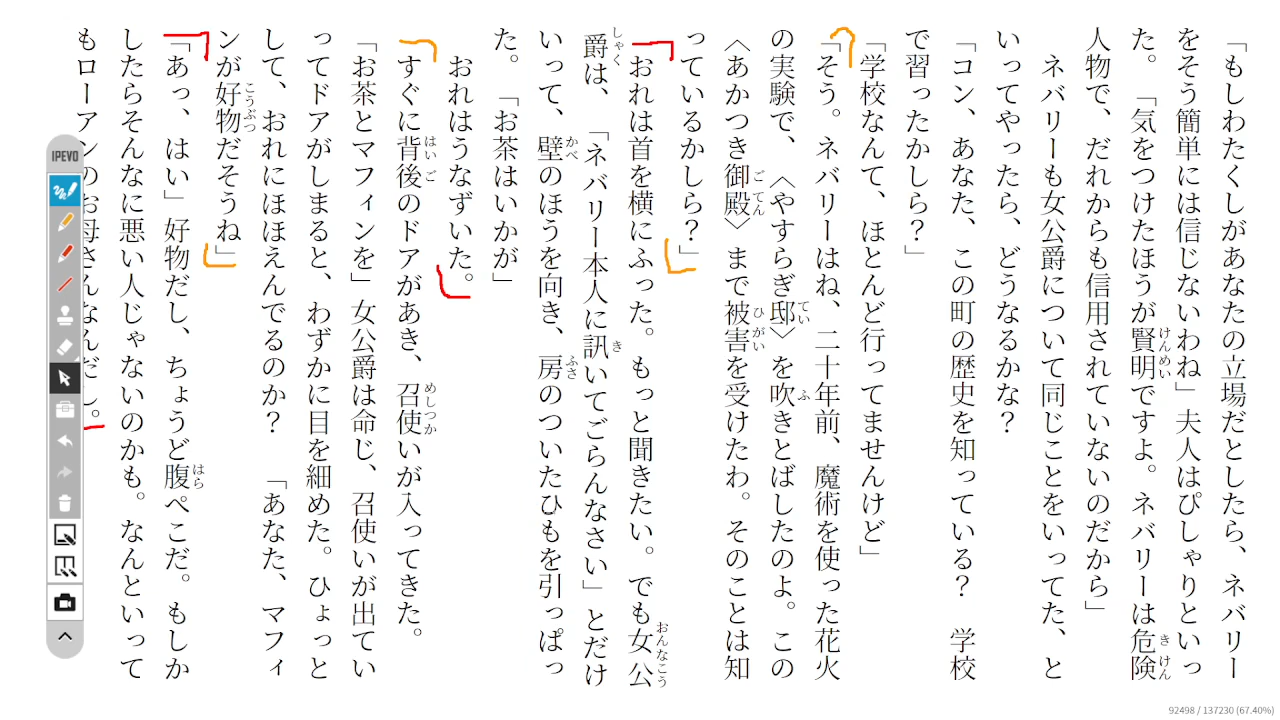 「もしわたくしがあなたの立場だとしたら、ネバリー
をそう簡単には信じないわね」夫人はぴしゃりといっ
た。「気をつけたほうが賢明ですよ。ネバリーは危険
人物で、だれからも信用されていないのだから」
ネバリーも女公爵について同じことをいってた、と
いってやったら、どうなるかな？
「コン、あなた、この町の歴史を知っている？　学校
で習ったかしら？」
「学校なんて、ほとんど行ってませんけど」
「そう。ネバリーはね、二十年前、魔術を使った花火
の実験で、〈やすらぎ邸〉を吹きとばしたのよ。この
〈あかつき御殿〉まで被害を受けたわ。そのことは知
っているかしら？」
おれは首を横にふった。もっと聞きたい。でも女公
爵は、「ネバリー本人に訊いてごらんなさい」とだけ
いって、壁のほうを向き、房のついたひもを引っぱっ
た。「お茶はいかが」
おれはうなずいた。
すぐに背後のドアがあき、召使いが入ってきた。
「お茶とマフィンを」女公爵は命じ、召使いが出てい
ってドアがしまると、わずかに目を細めた。ひょっと
して、おれにほほえんでるのか？　「あなた、マフィ
ンが好物だそうね」
「あっ、はい」好物だし、ちょうど腹ぺこだ。もしか
したらそんなに悪い人じゃないのかも。なんといって
もローアンのお母さんなんだし。
IPEVO
92498 / 137230 (67.40%)